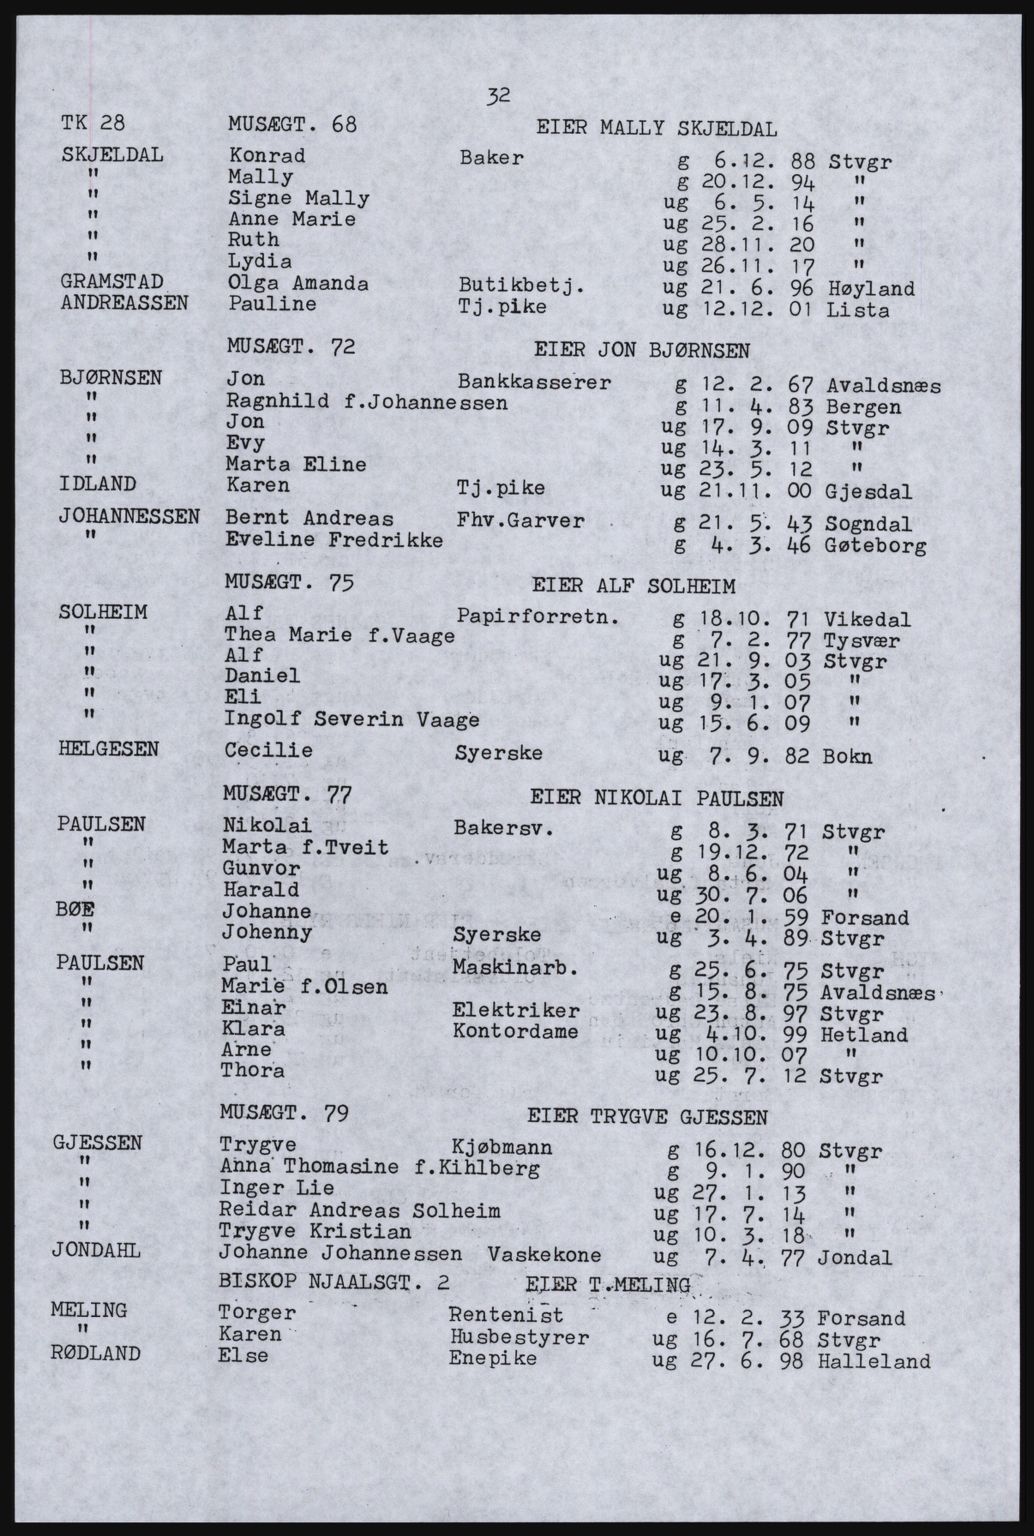 32
TK 28 MUSÆGT. 68 EIER MALLY SKJELDAL
SKJELDAL Konrad Baker g 6.12. 88 Stvgr
" Mally g 20.12. 94 "
" Signe Mally ug 6. 5. 14 "
" Anne Marie ug 25. 2. 16 "
" Ruth ug 28.11. 20 "
" Lydia ug 26.11. 17 "
GRAMSTAD Olga Amanda Butikbetj. ug 21. 6. 96 Høyland
ANDREASSEN Pauline Tj.pike ug 12.12. 01 Lista
MUSÆGT. 72 EIER JON BJØRNSEN
BJØRNSEN Jon Bankkasserer g 12. 2. 67 Avaldsnæs
" Ragnhild f.Johannessen g 11. 4. 83 Bergen
" Jon ug 17. 9. 09 Stvgr
" Evy ug 14. 3. 11 "
" Marta Eline ug 23. 5. 12 "
IDLAND Karen Tj.pike ug 21.11. 00 Gjesdal
JOHANNESSEN Bernt Andreas Fhv.Garver g 21. 5. 43 Sogndal
" Eveline Fredrikke g 4. 3. 46 Gøteborg
MUSÆGT. 75 EIER ALF SOLHEIM
SOLHEIM Alf Papirforretn. g 18.10. 71 Vikedal
" Thea Marie f.Vaage g 7. 2. 77 Tysvær
" Alf ug 21. 9. 03 Stvgr
" Daniel ug 17. 3. 05 "
" Eli ug 9. 1. 07 "
" Ingolf Severin Vaage ug 15. 6. 09 "
HELGESEN Cecilie Syerske ug 7. 9. 82 Bokn
MUSÆGT. 77 EIER NIKOLAI PAULSEN
PAULSEN Nikolai Bakersv. g 8. 3. 71 Stvgr
" Marta f.Tveit g 19.12. 72 "
" Gunvor ug 8. 6. 04 "
" Harald ug 30. 7. 06 "
BØE Johanne e 20. 1. 59 Forsand
" Johenny Syerske ug 3. 4. 89 Stvgr
PAULSEN Paul Maskinarb. g 25. 6. 75 Stvgr
" Marie f.Olsen g 15. 8. 75 Avaldsnæs
" Einar Elektriker ug 23. 8. 97 Stvgr
" Klara Kontordame ug 4.10. 99 Hetland
" Arne ug 10.10. 07 "
" Thora ug 25. 7. 12 Stvgr
MUSÆGT. 79 EIER TRYGVE GJESSEN
GJESSEN Trygve Kjøbmann g 16.12. 80 Stvgr
" Anna Thomasine f.Kihlberg g 9. 1. 90 "
" Inger Lie ug 27. 1. 13 "
" Reidar Andreas Solheim ug 17. 7. 14 "
" Trygve Kristian ug 10. 3. 18 "
JONDAHL Johanne Johannessen Vaskekone ug 7. 4. 77 Jondal
BISKOP NJAALSGT. 2 EIER T.MELING
MELING Torger Rentenist e 12. 2. 33 Forsand
" Karen Husbestyrer ug 16. 7. 68 Stvgr
RØDLAND Else Enepike ug 27. 6. 98 Halleland